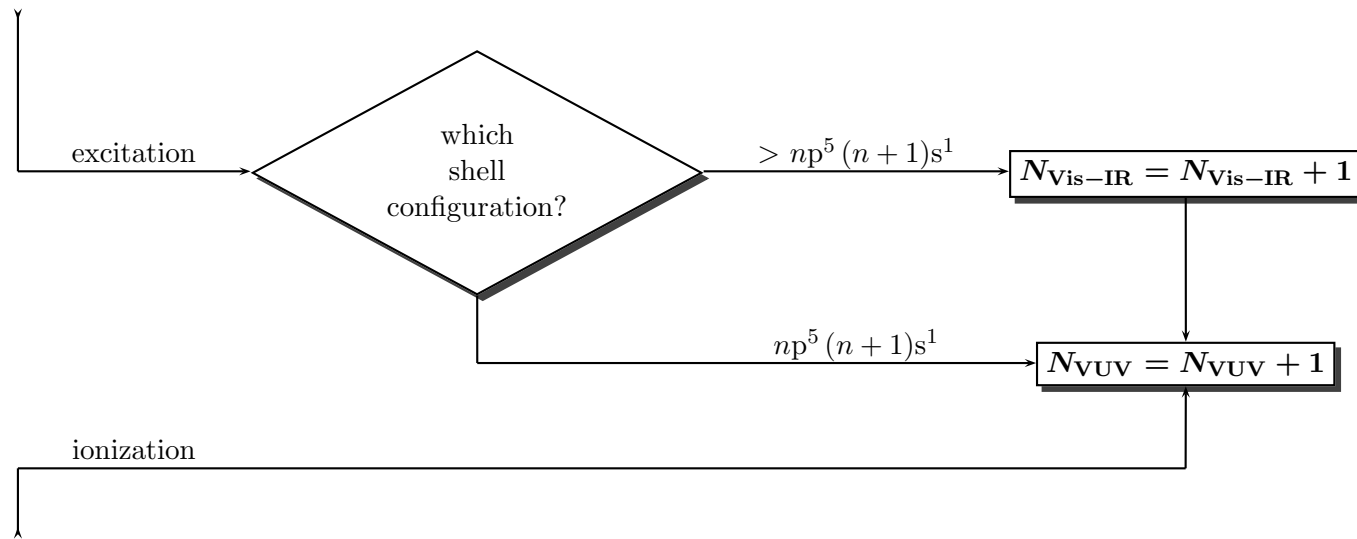 excitation
which
shell
configuration?
> np⁵ (n + 1)s¹
N_Vis−IR = N_Vis−IR + 1
np⁵ (n + 1)s¹
N_VUV = N_VUV + 1
ionization